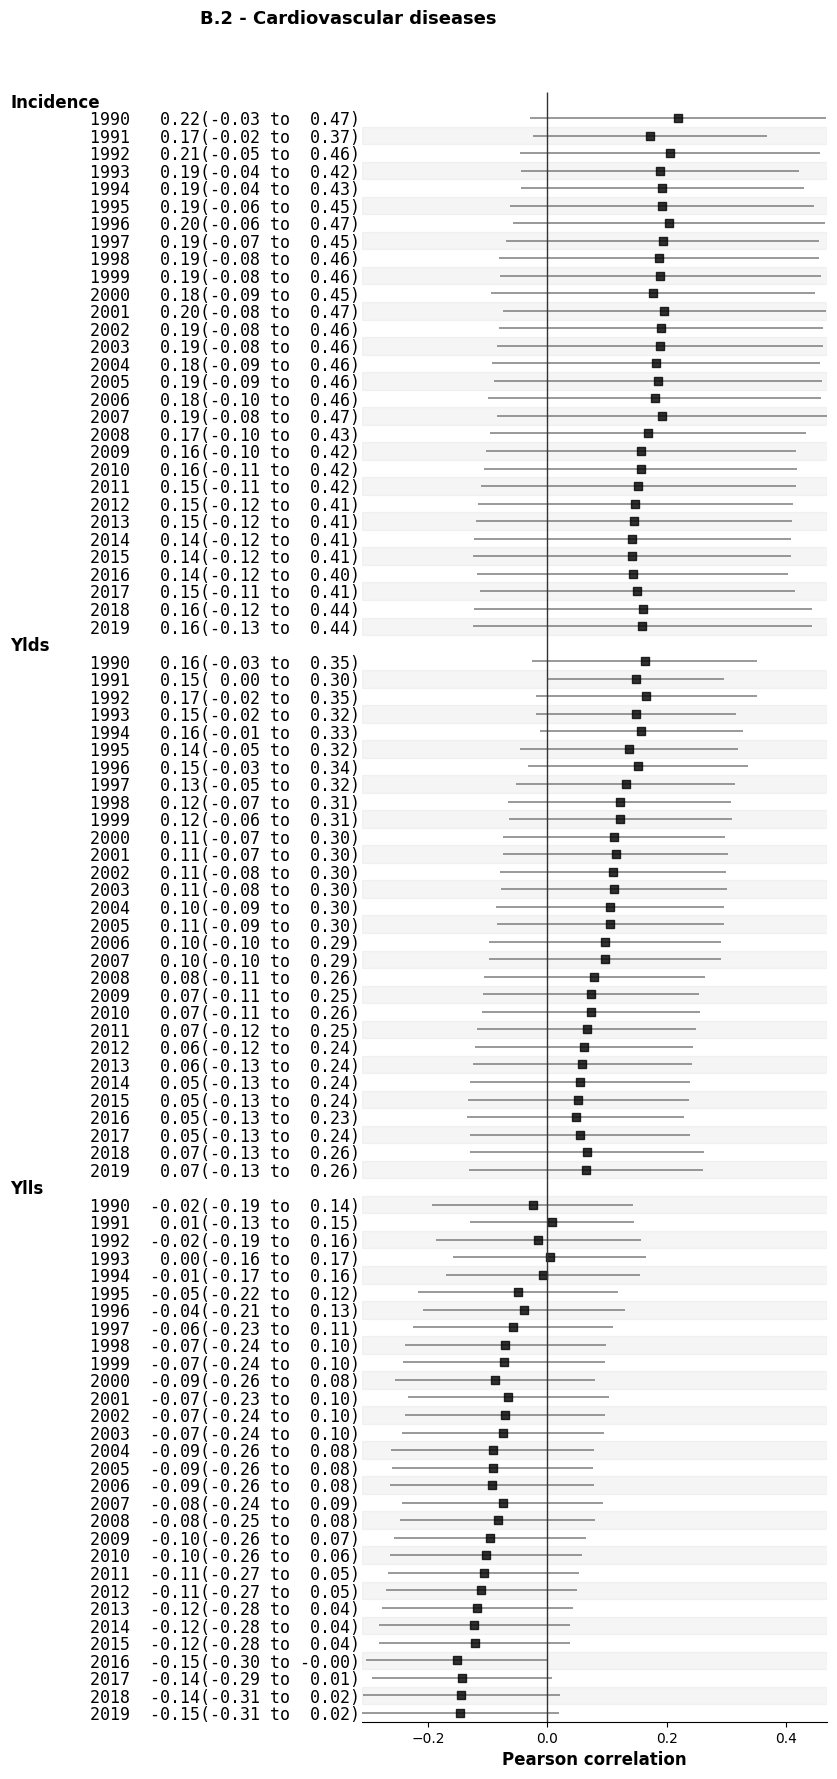 B.2 - Cardiovascular diseases
Incidence
1990   0.22(-0.03 to  0.47)
1991   0.17(-0.02 to  0.37)
1992   0.21(-0.05 to  0.46)
1993   0.19(-0.04 to  0.42)
1994   0.19(-0.04 to  0.43)
1995   0.19(-0.06 to  0.45)
1996   0.20(-0.06 to  0.47)
1997   0.19(-0.07 to  0.45)
1998   0.19(-0.08 to  0.46)
1999   0.19(-0.08 to  0.46)
2000   0.18(-0.09 to  0.45)
2001   0.20(-0.08 to  0.47)
2002   0.19(-0.08 to  0.46)
2003   0.19(-0.08 to  0.46)
2004   0.18(-0.09 to  0.46)
2005   0.19(-0.09 to  0.46)
2006   0.18(-0.10 to  0.46)
2007   0.19(-0.08 to  0.47)
2008   0.17(-0.10 to  0.43)
2009   0.16(-0.10 to  0.42)
2010   0.16(-0.11 to  0.42)
2011   0.15(-0.11 to  0.42)
2012   0.15(-0.12 to  0.41)
2013   0.15(-0.12 to  0.41)
2014   0.14(-0.12 to  0.41)
2015   0.14(-0.12 to  0.41)
2016   0.14(-0.12 to  0.40)
2017   0.15(-0.11 to  0.41)
2018   0.16(-0.12 to  0.44)
2019   0.16(-0.13 to  0.44)
Ylds
1990   0.16(-0.03 to  0.35)
1991   0.15( 0.00 to  0.30)
1992   0.17(-0.02 to  0.35)
1993   0.15(-0.02 to  0.32)
1994   0.16(-0.01 to  0.33)
1995   0.14(-0.05 to  0.32)
1996   0.15(-0.03 to  0.34)
1997   0.13(-0.05 to  0.32)
1998   0.12(-0.07 to  0.31)
1999   0.12(-0.06 to  0.31)
2000   0.11(-0.07 to  0.30)
2001   0.11(-0.07 to  0.30)
2002   0.11(-0.08 to  0.30)
2003   0.11(-0.08 to  0.30)
2004   0.10(-0.09 to  0.30)
2005   0.11(-0.09 to  0.30)
2006   0.10(-0.10 to  0.29)
2007   0.10(-0.10 to  0.29)
2008   0.08(-0.11 to  0.26)
2009   0.07(-0.11 to  0.25)
2010   0.07(-0.11 to  0.26)
2011   0.07(-0.12 to  0.25)
2012   0.06(-0.12 to  0.24)
2013   0.06(-0.13 to  0.24)
2014   0.05(-0.13 to  0.24)
2015   0.05(-0.13 to  0.24)
2016   0.05(-0.13 to  0.23)
2017   0.05(-0.13 to  0.24)
2018   0.07(-0.13 to  0.26)
2019   0.07(-0.13 to  0.26)
Ylls
1990  -0.02(-0.19 to  0.14)
1991   0.01(-0.13 to  0.15)
1992  -0.02(-0.19 to  0.16)
1993   0.00(-0.16 to  0.17)
1994  -0.01(-0.17 to  0.16)
1995  -0.05(-0.22 to  0.12)
1996  -0.04(-0.21 to  0.13)
1997  -0.06(-0.23 to  0.11)
1998  -0.07(-0.24 to  0.10)
1999  -0.07(-0.24 to  0.10)
2000  -0.09(-0.26 to  0.08)
2001  -0.07(-0.23 to  0.10)
2002  -0.07(-0.24 to  0.10)
2003  -0.07(-0.24 to  0.10)
2004  -0.09(-0.26 to  0.08)
2005  -0.09(-0.26 to  0.08)
2006  -0.09(-0.26 to  0.08)
2007  -0.08(-0.24 to  0.09)
2008  -0.08(-0.25 to  0.08)
2009  -0.10(-0.26 to  0.07)
2010  -0.10(-0.26 to  0.06)
2011  -0.11(-0.27 to  0.05)
2012  -0.11(-0.27 to  0.05)
2013  -0.12(-0.28 to  0.04)
2014  -0.12(-0.28 to  0.04)
2015  -0.12(-0.28 to  0.04)
2016  -0.15(-0.30 to -0.00)
2017  -0.14(-0.29 to  0.01)
2018  -0.14(-0.31 to  0.02)
2019  -0.15(-0.31 to  0.02)
−0.2 0.0 0.2 0.4
Pearson correlation